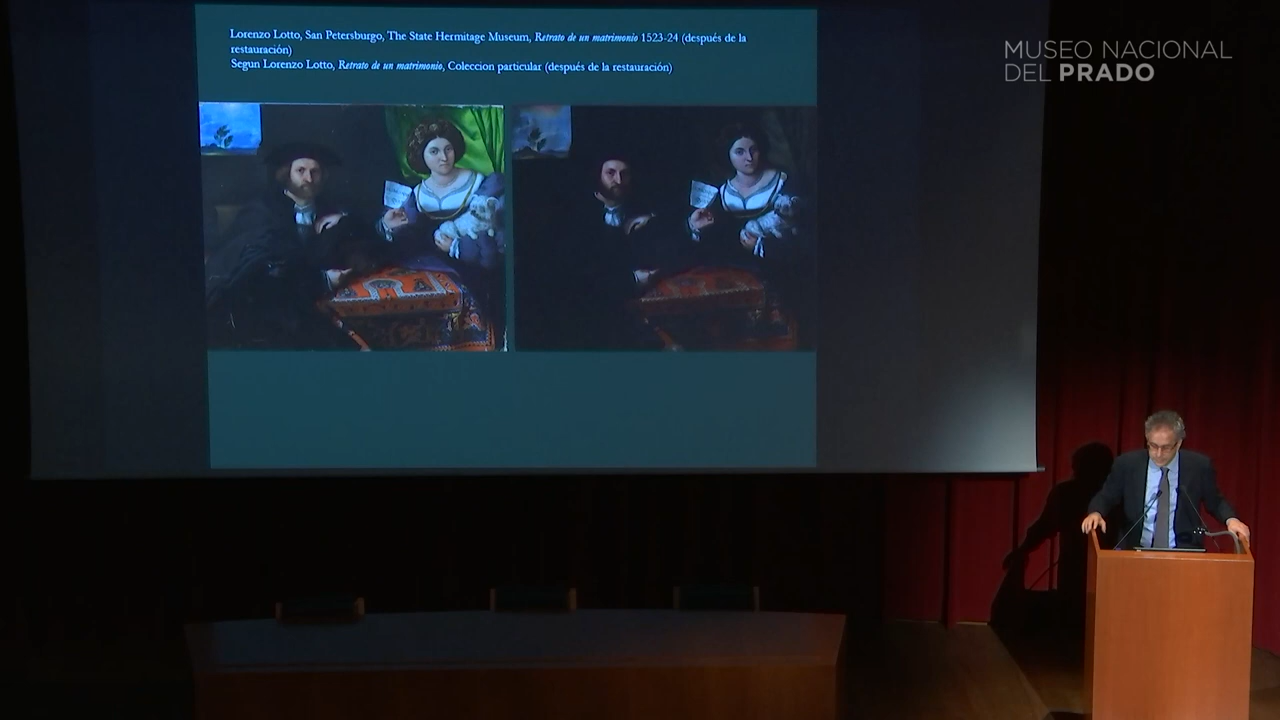 Lorenzo Lotto, San Petersburgo, The State Hermitage Museum, Retrato de un matrimonio 1523-24 (después de la
restauración)
Segun Lorenzo Lotto, Retrato de un matrimonio, Coleccion particular (después de la restauración)
MUSEO NACIONAL
DEL PRADO